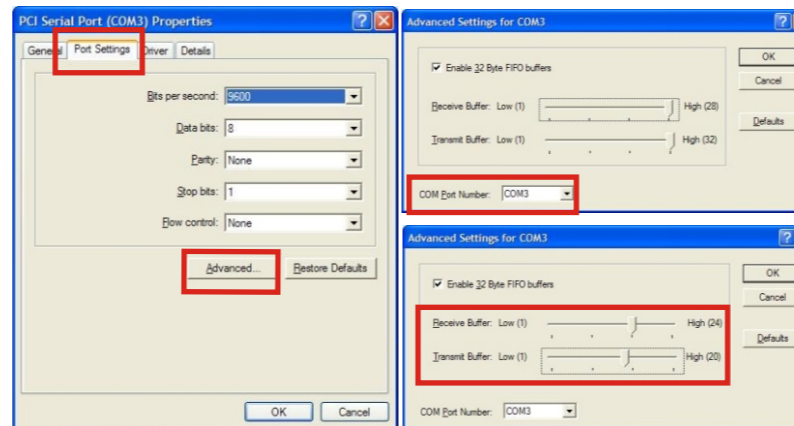 PCI Serial Port (COM3) Properties
General Port Settings Driver Details
Bits per second: 9600
Data bits: 8
Parity: None
Stop bits: 1
Flow control: None
Advanced... Restore Defaults
OK Cancel
Advanced Settings for COM3
Enable 32 Byte FIFO buffers
OK
Cancel
Receive Buffer: Low (1) High (28)
Defaults
Transmit Buffer: Low (1) High (32)
COM Port Number: COM3
Advanced Settings for COM3
Enable 32 Byte FIFO buffers
OK
Cancel
Receive Buffer: Low (1) High (24)
Defaults
Transmit Buffer: Low (1) High (20)
COM Port Number: COM3